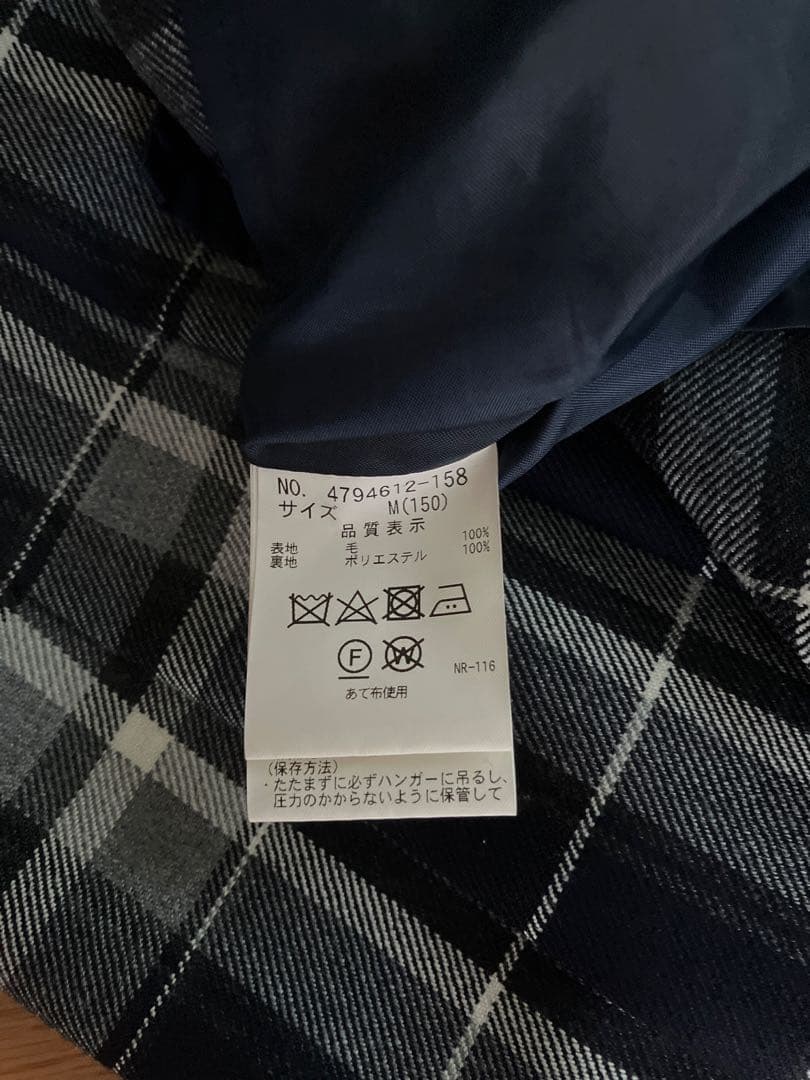 NO. 4794612-158
サイズ M(150)
品質表示
表地 毛 100%
裏地 ポリエステル 100%
F W
NR-116
あて布使用
(保存方法)
・たたまずに必ずハンガーに吊るし、
圧力のかからないように保管して